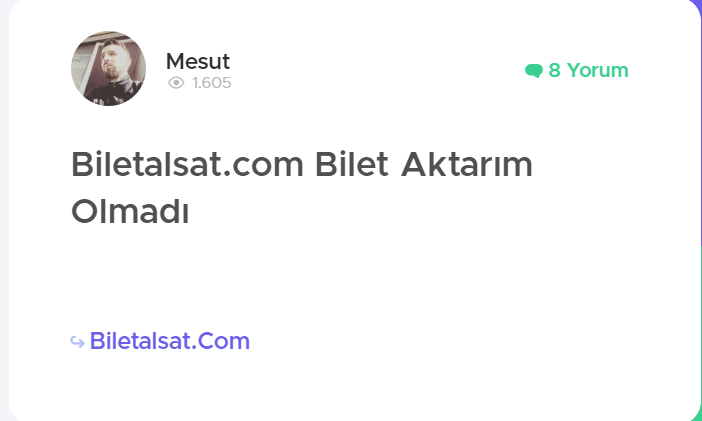 Mesut
1.605
8 Yorum
Biletalsat.com Bilet Aktarım
Olmadı
Biletalsat.Com